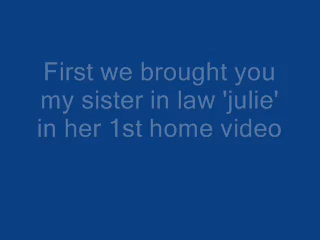 First we brought you
my sister in law 'julie'
in her 1st home video